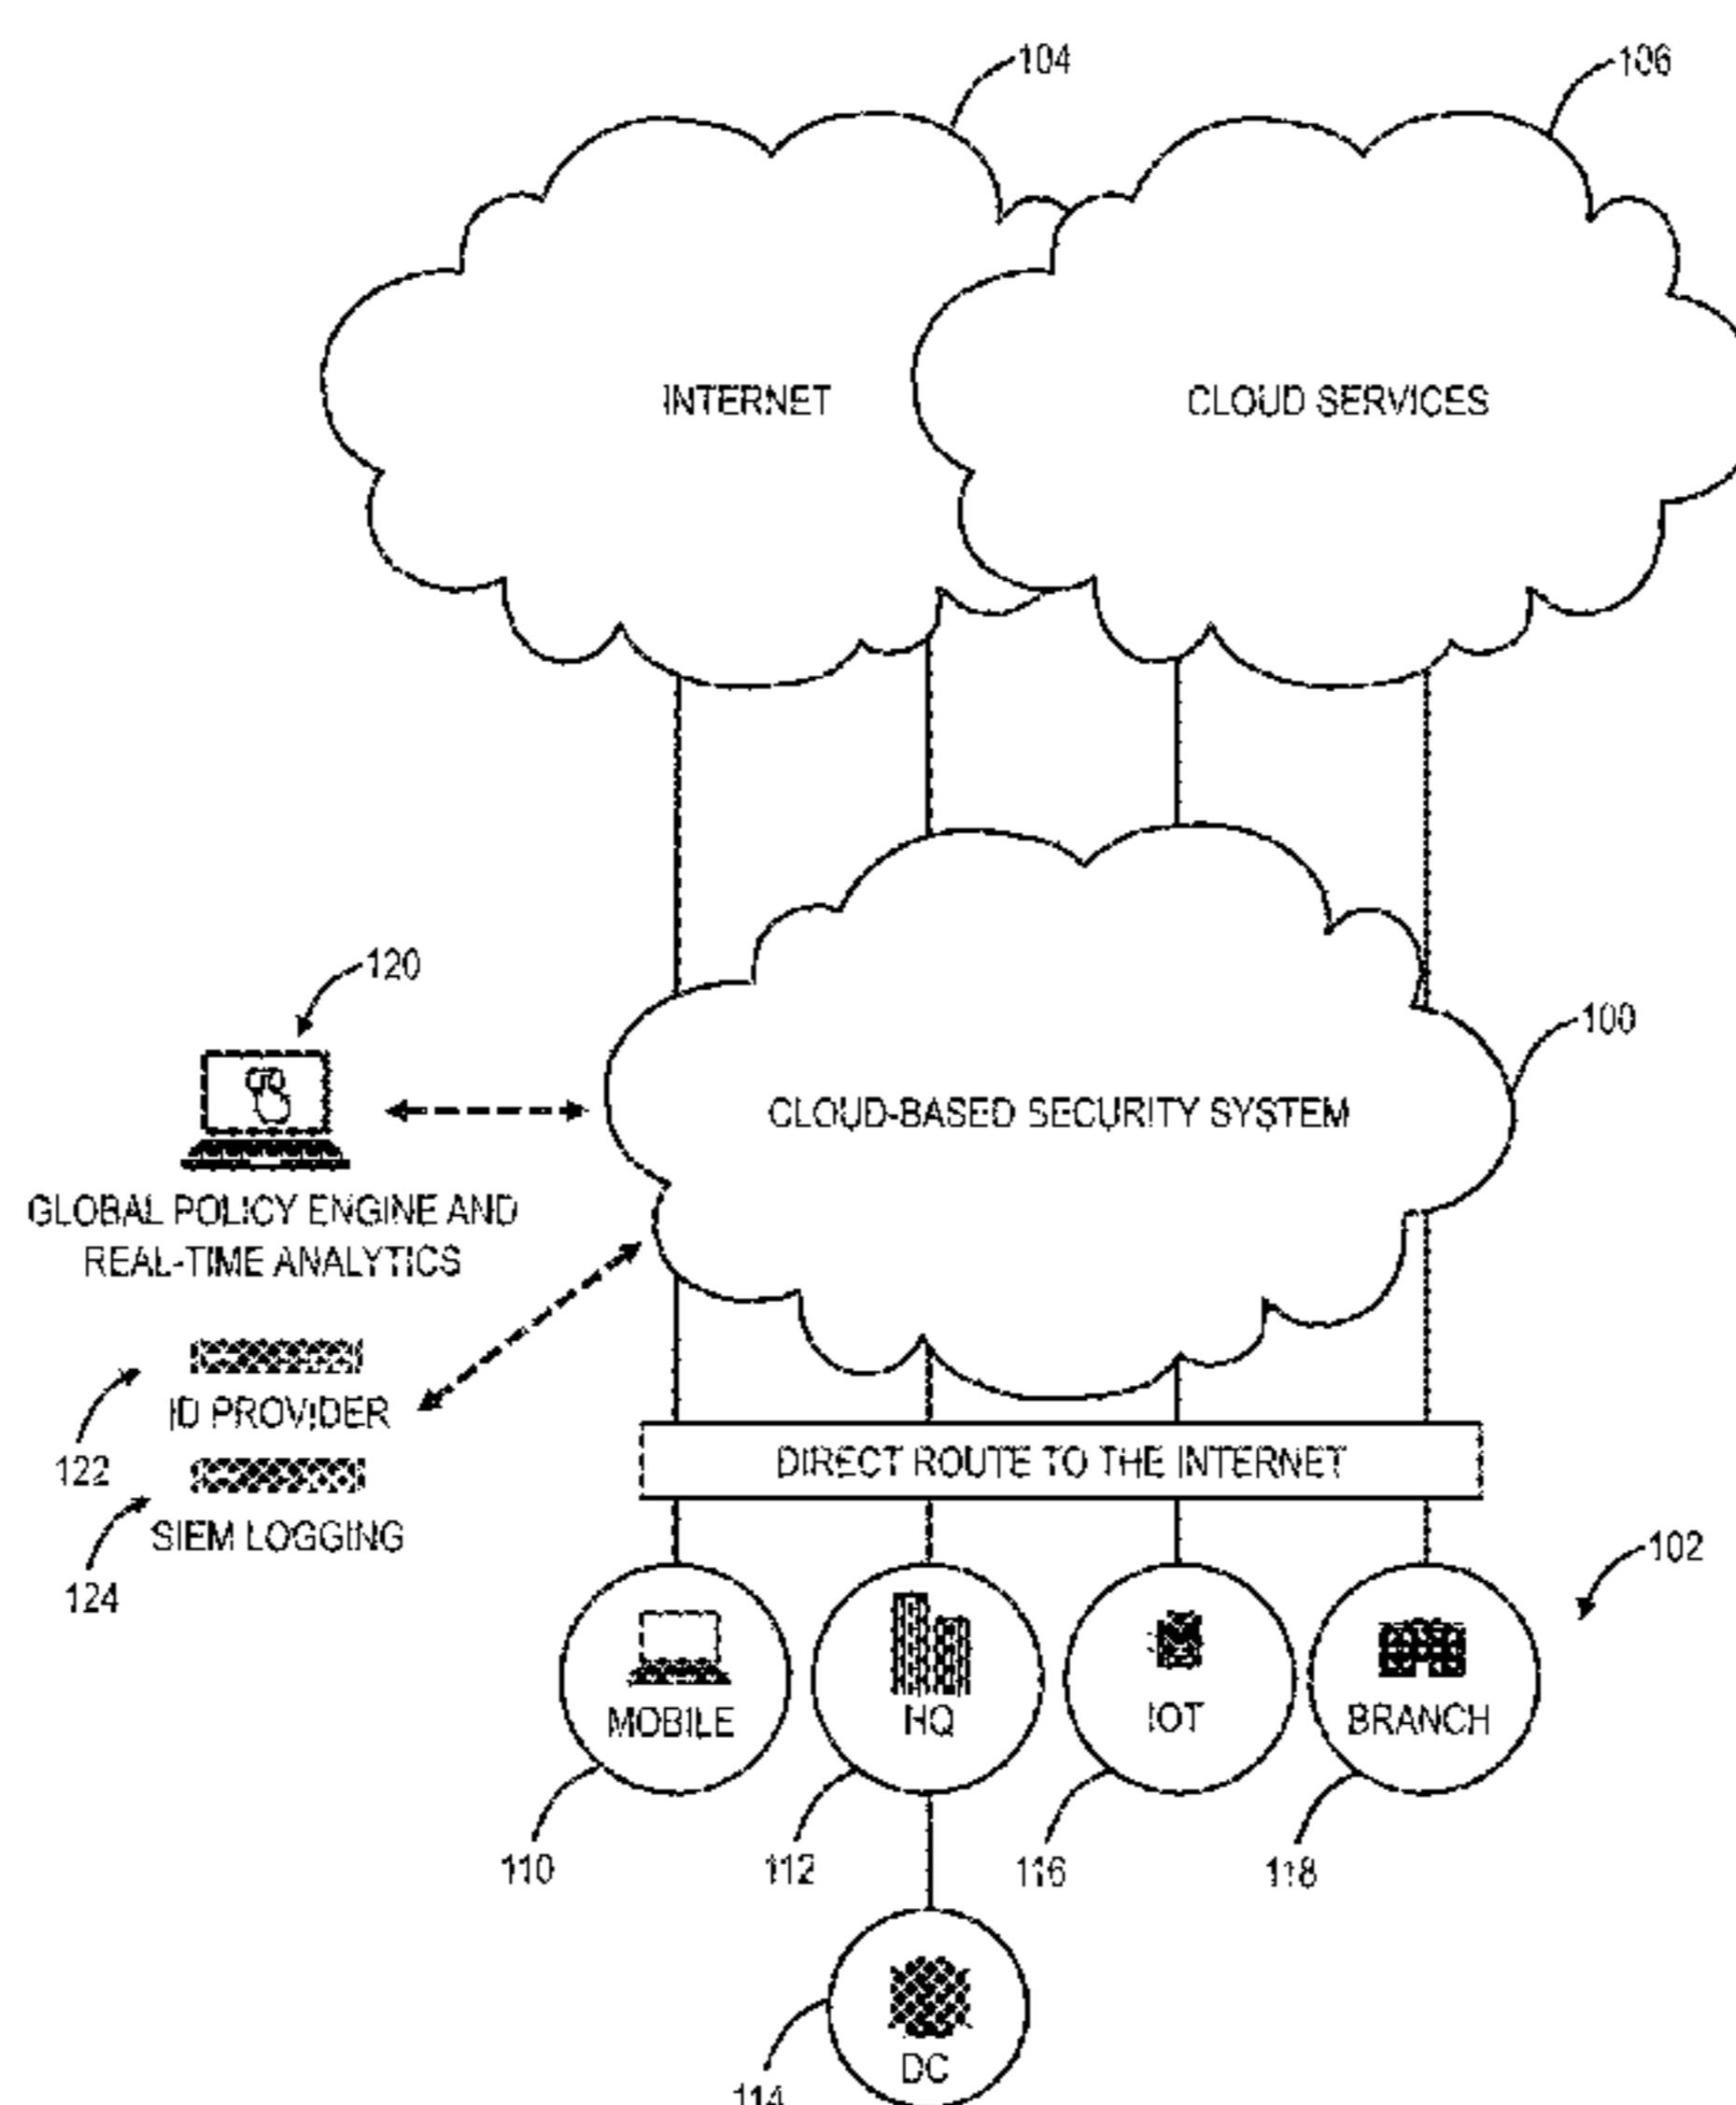 104
106
INTERNET
CLOUD SERVICES
120
100
CLOUD-BASED SECURITY SYSTEM
GLOBAL POLICY ENGINE AND
REAL-TIME ANALYTICS
ID PROVIDER
122
DIRECT ROUTE TO THE INTERNET
SIEM LOGGING
124
102
MOBILE
HQ
IOT
BRANCH
110
112
116
118
DC
114